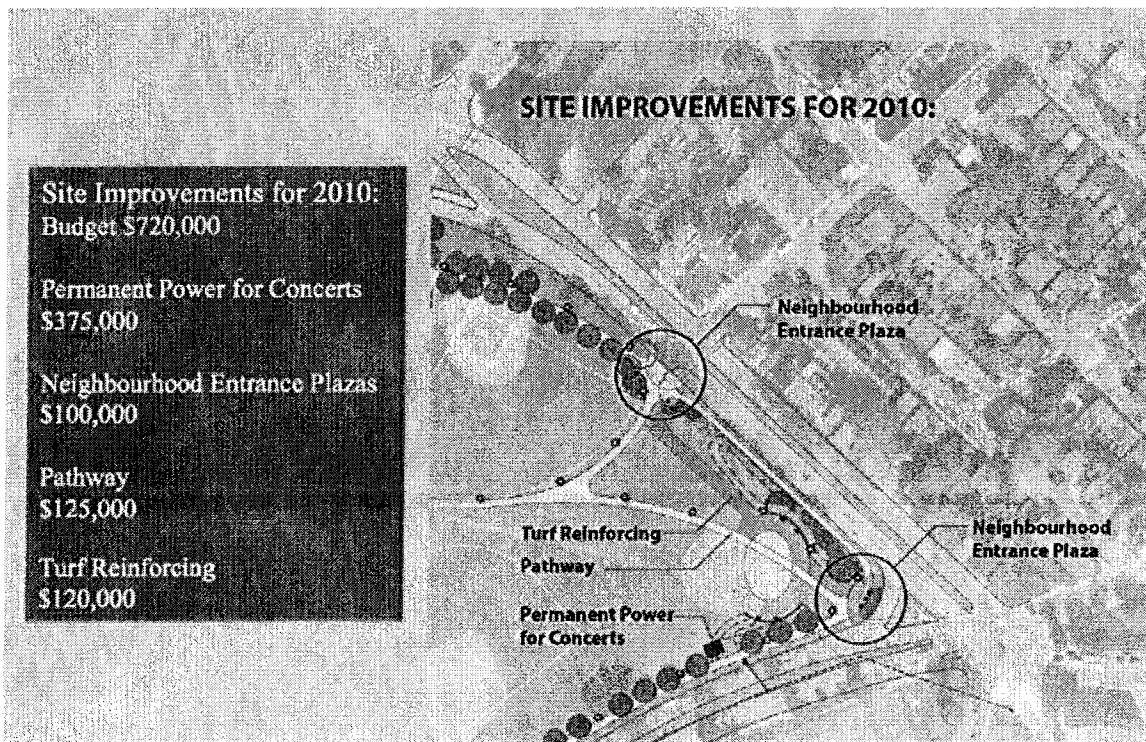 SITE IMPROVEMENTS FOR 2010:
Site Improvements for 2010:
Budget $720,000
Permanent Power for Concerts
$375,000
Neighbourhood Entrance Plazas
$100,000
Pathway
$125,000
Turf Reinforcing
$120,000
Neighbourhood
Entrance Plaza
Turf Reinforcing
Pathway
Permanent Power
for Concerts
Neighbourhood
Entrance Plaza